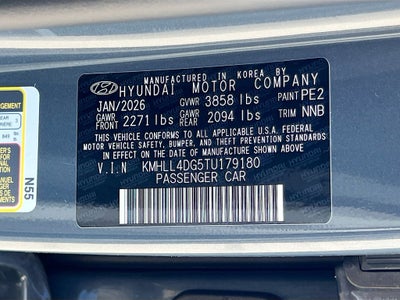 MANUFACTURED IN KOREA BY
HYUNDAI MOTOR COMPANY
JAN/2026 GVWR 3858 lbs PAINT PE2
GAWR FRONT 2271 lbs GAWR REAR 2094 lbs TRIM NNB
THIS VEHICLE CONFORMS TO ALL APPLICABLE U.S.A.
FEDERAL MOTOR VEHICLE SAFETY, BUMPER,
AND THEFT PREVENTION STANDARDS
IN EFFECT ON THE DATE OF MANUFACTURE
SHOWN ABOVE.
V.I.N KMHLL4DG5TU179180
PASSENGER CAR
N55